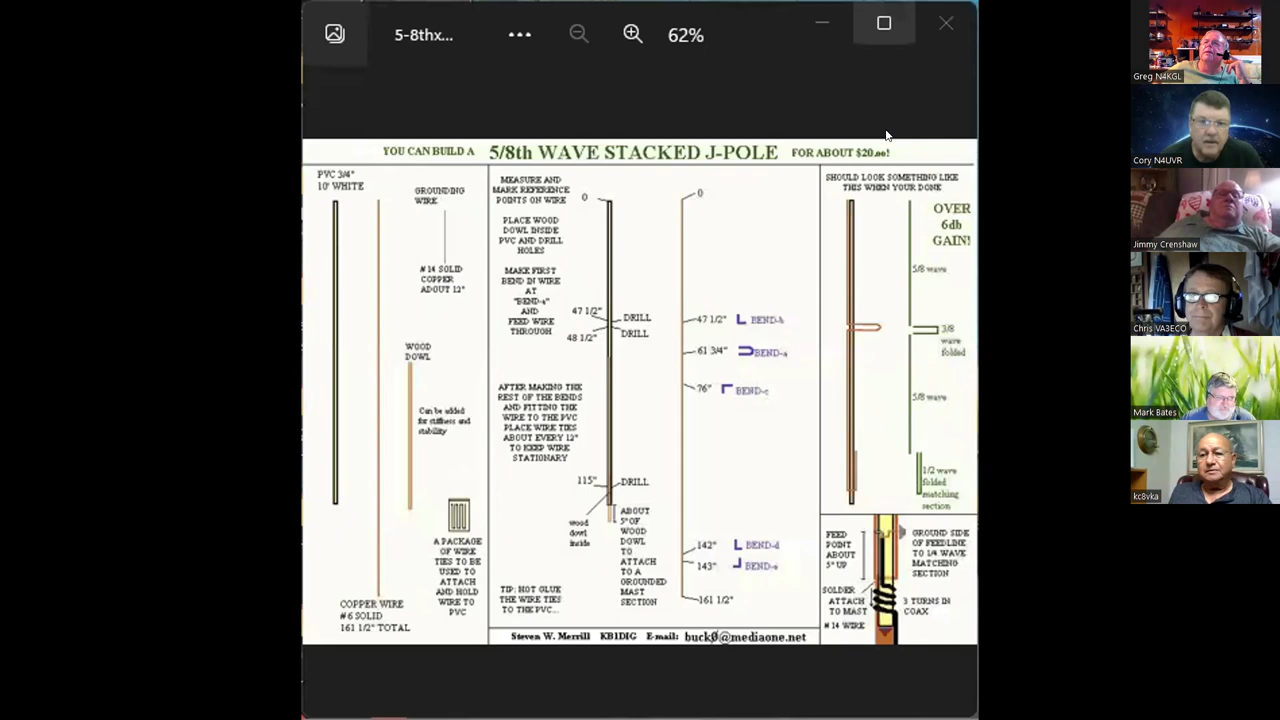 5-8thx...
...
62%
YOU CAN BUILD A 5/8th WAVE STACKED J-POLE FOR ABOUT $20.00!
PVC 3/4"
10' WHITE
GROUNDING
WIRE
#14 SOLID
COPPER
ADOUT 12"
WOOD
DOWL
Can be added
for stiffness and
stability
A PACKAGE
OF WIRE
TIES TO BE
USED TO
ATTACH
AND HOLD
WIRE TO
PVC
COPPER WIRE
#6 SOLID
161 1/2" TOTAL
MEASURE AND
MARK REFERENCE
POINTS ON WIRE
PLACE WOOD
DOWL INSIDE
PVC AND DRILL
HOLES
MAKE FIRST
BEND IN WIRE
AT
"BEND-a"
AND
FEED WIRE
THROUGH
AFTER MAKING THE
REST OF THE BENDS
AND FITTING THE
WIRE TO THE PVC
PLACE WIRE TIES
ABOUT EVERY 12"
TO KEEP WIRE
STATIONARY
TIP: HOT GLUE
THE WIRE TIES
TO THE PVC...
0
47 1/2"
DRILL
48 1/2"
DRILL
115"
DRILL
wood
dowl
inside
ABOUT
5" OF
WOOD
DOWL
TO
ATTACH
TO A
GROUNDED
MAST
SECTION
0
47 1/2"
BEND-b
61 3/4"
BEND-a
76"
BEND-c
142"
BEND-d
143"
BEND-e
161 1/2"
Steven W. Merrill KB1DIG E-mail: buck0@mediaone.net
SHOULD LOOK SOMETHING LIKE
THIS WHEN YOUR DONE
OVER
6db
GAIN!
5/8 wave
3/8
wave
folded
5/8 wave
1/2 wave
folded
matching
section
FEED
POINT
ABOUT
5" UP
SOLDER
ATTACH
TO MAST
#14 WIRE
GROUND SIDE
OF FEEDLINE
TO 1/4 WAVE
MATCHING
SECTION
3 TURNS IN
COAX
Greg N4KGL
Cory N4UVR
Jimmy Crenshaw
Chris VA3ECO
Mark Bates
kc8vka